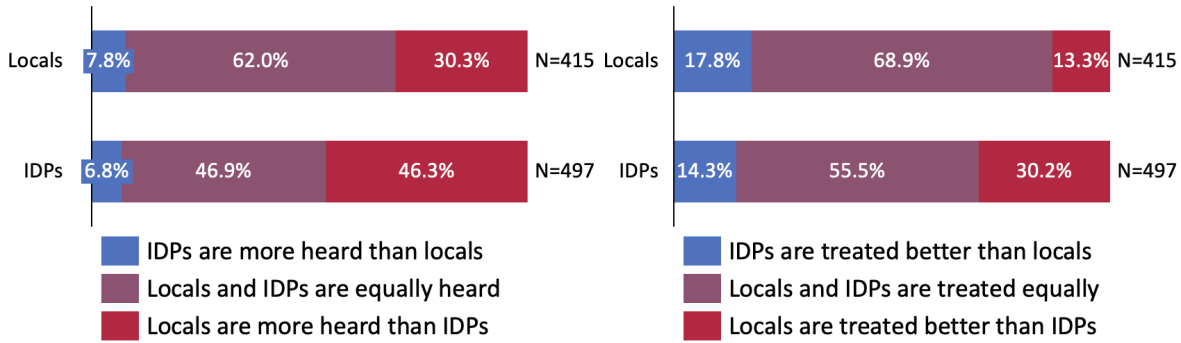 Locals 7.8% 62.0% 30.3% N=415
IDPs 6.8% 46.9% 46.3% N=497
IDPs are more heard than locals
Locals and IDPs are equally heard
Locals are more heard than IDPs
Locals 17.8% 68.9% 13.3% N=415
IDPs 14.3% 55.5% 30.2% N=497
IDPs are treated better than locals
Locals and IDPs are treated equally
Locals are treated better than IDPs